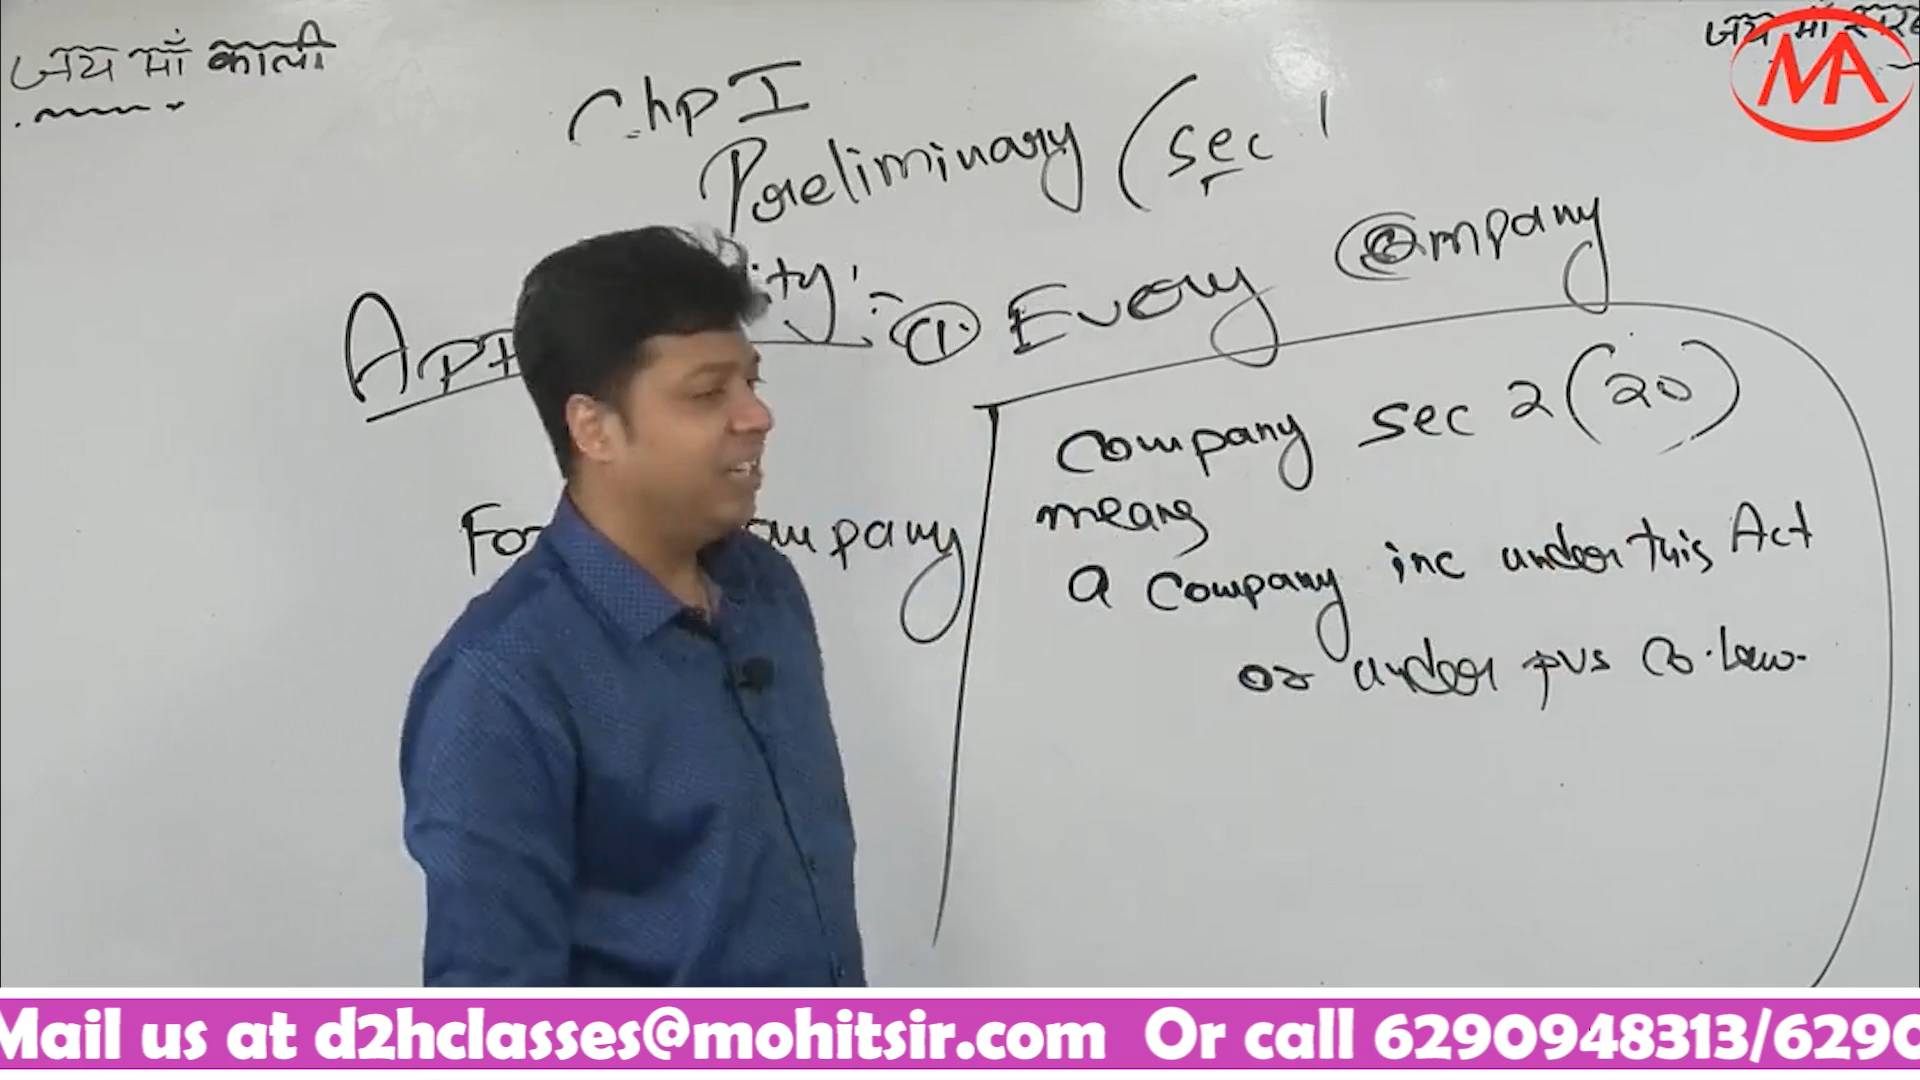 जय माँ काली
जय माँ
MA
Chp I
Preliminary (sec 1
ity :- ① Every Company
Company sec 2(20)
means
a Company inc under this Act
or under pvs Co. Law.
Mail us at d2hclasses@mohitsir.com Or call 6290948313/6290